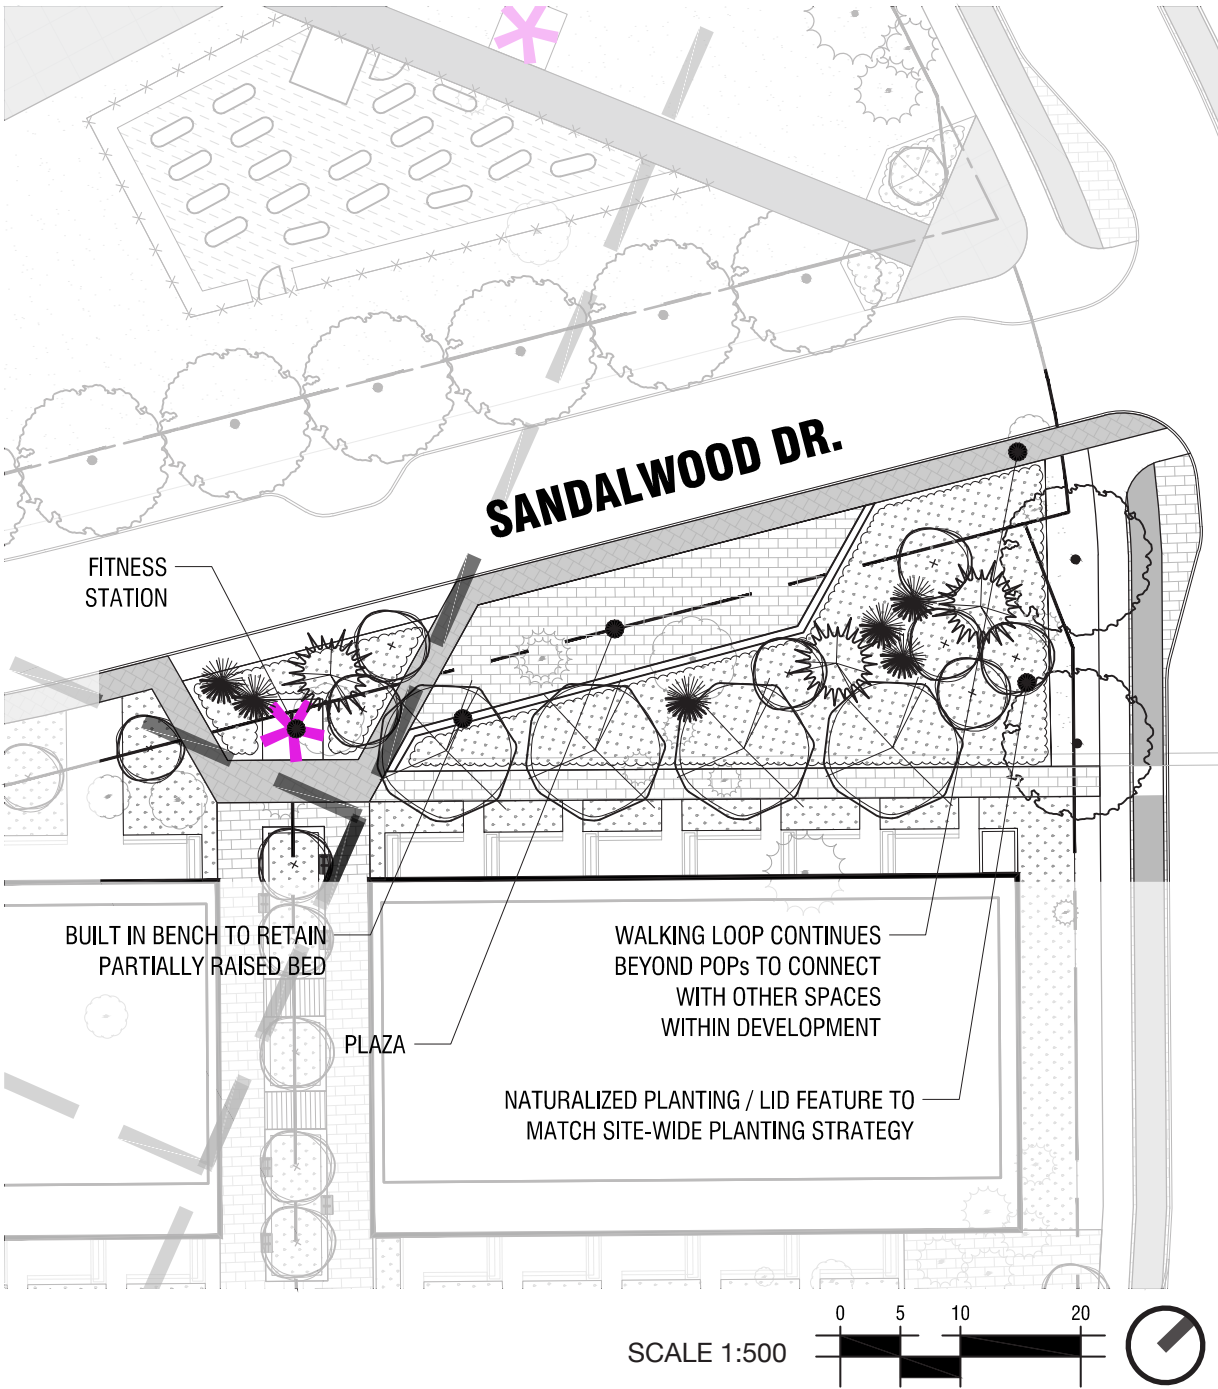 SANDALWOOD DR.
FITNESS
STATION
BUILT IN BENCH TO RETAIN
PARTIALLY RAISED BED
WALKING LOOP CONTINUES
BEYOND POPs TO CONNECT
WITH OTHER SPACES
WITHIN DEVELOPMENT
PLAZA
NATURALIZED PLANTING / LID FEATURE TO
MATCH SITE-WIDE PLANTING STRATEGY
0 5 10 20
SCALE 1:500